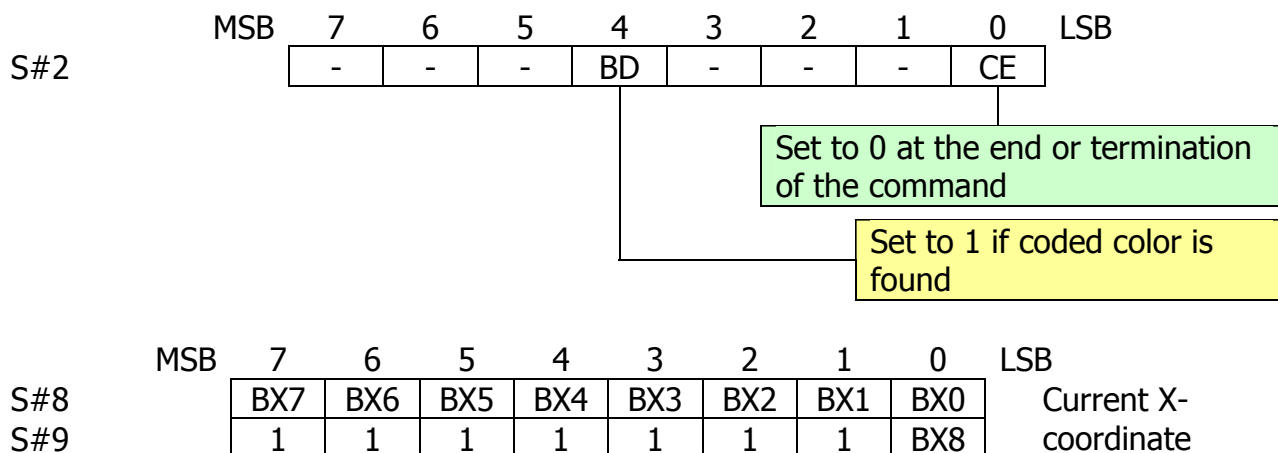 MSB 7 6 5 4 3 2 1 0 LSB
S#2 - - - BD - - - CE
Set to 0 at the end or termination
of the command
Set to 1 if coded color is
found
MSB 7 6 5 4 3 2 1 0 LSB
S#8 BX7 BX6 BX5 BX4 BX3 BX2 BX1 BX0 Current X-
S#9 1 1 1 1 1 1 1 BX8 coordinate